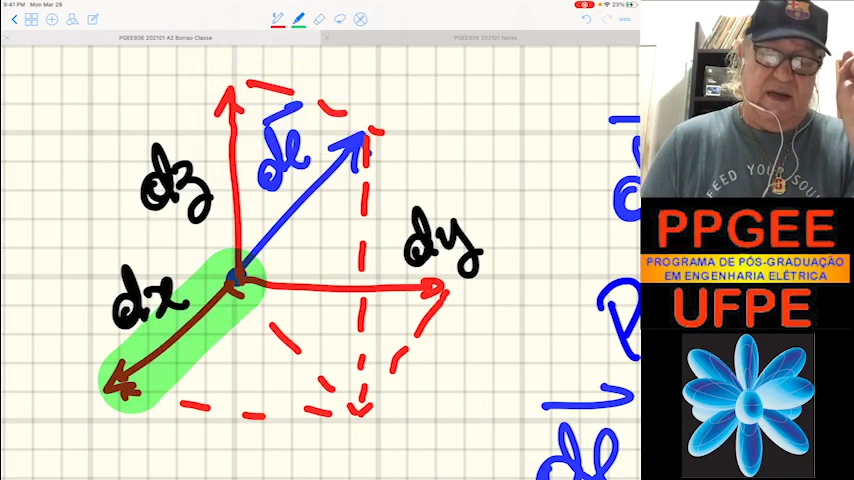 9:41 PM Mon Mar 29
23%
PGEE936 202101 A2 Borrao Classe
PGEE936 202101 Notes
dz
dl
dy
dx
P
dl
FEED YOUR SOUL
PPGEE
PROGRAMA DE PÓS-GRADUAÇÃO
EM ENGENHARIA ELÉTRICA
UFPE